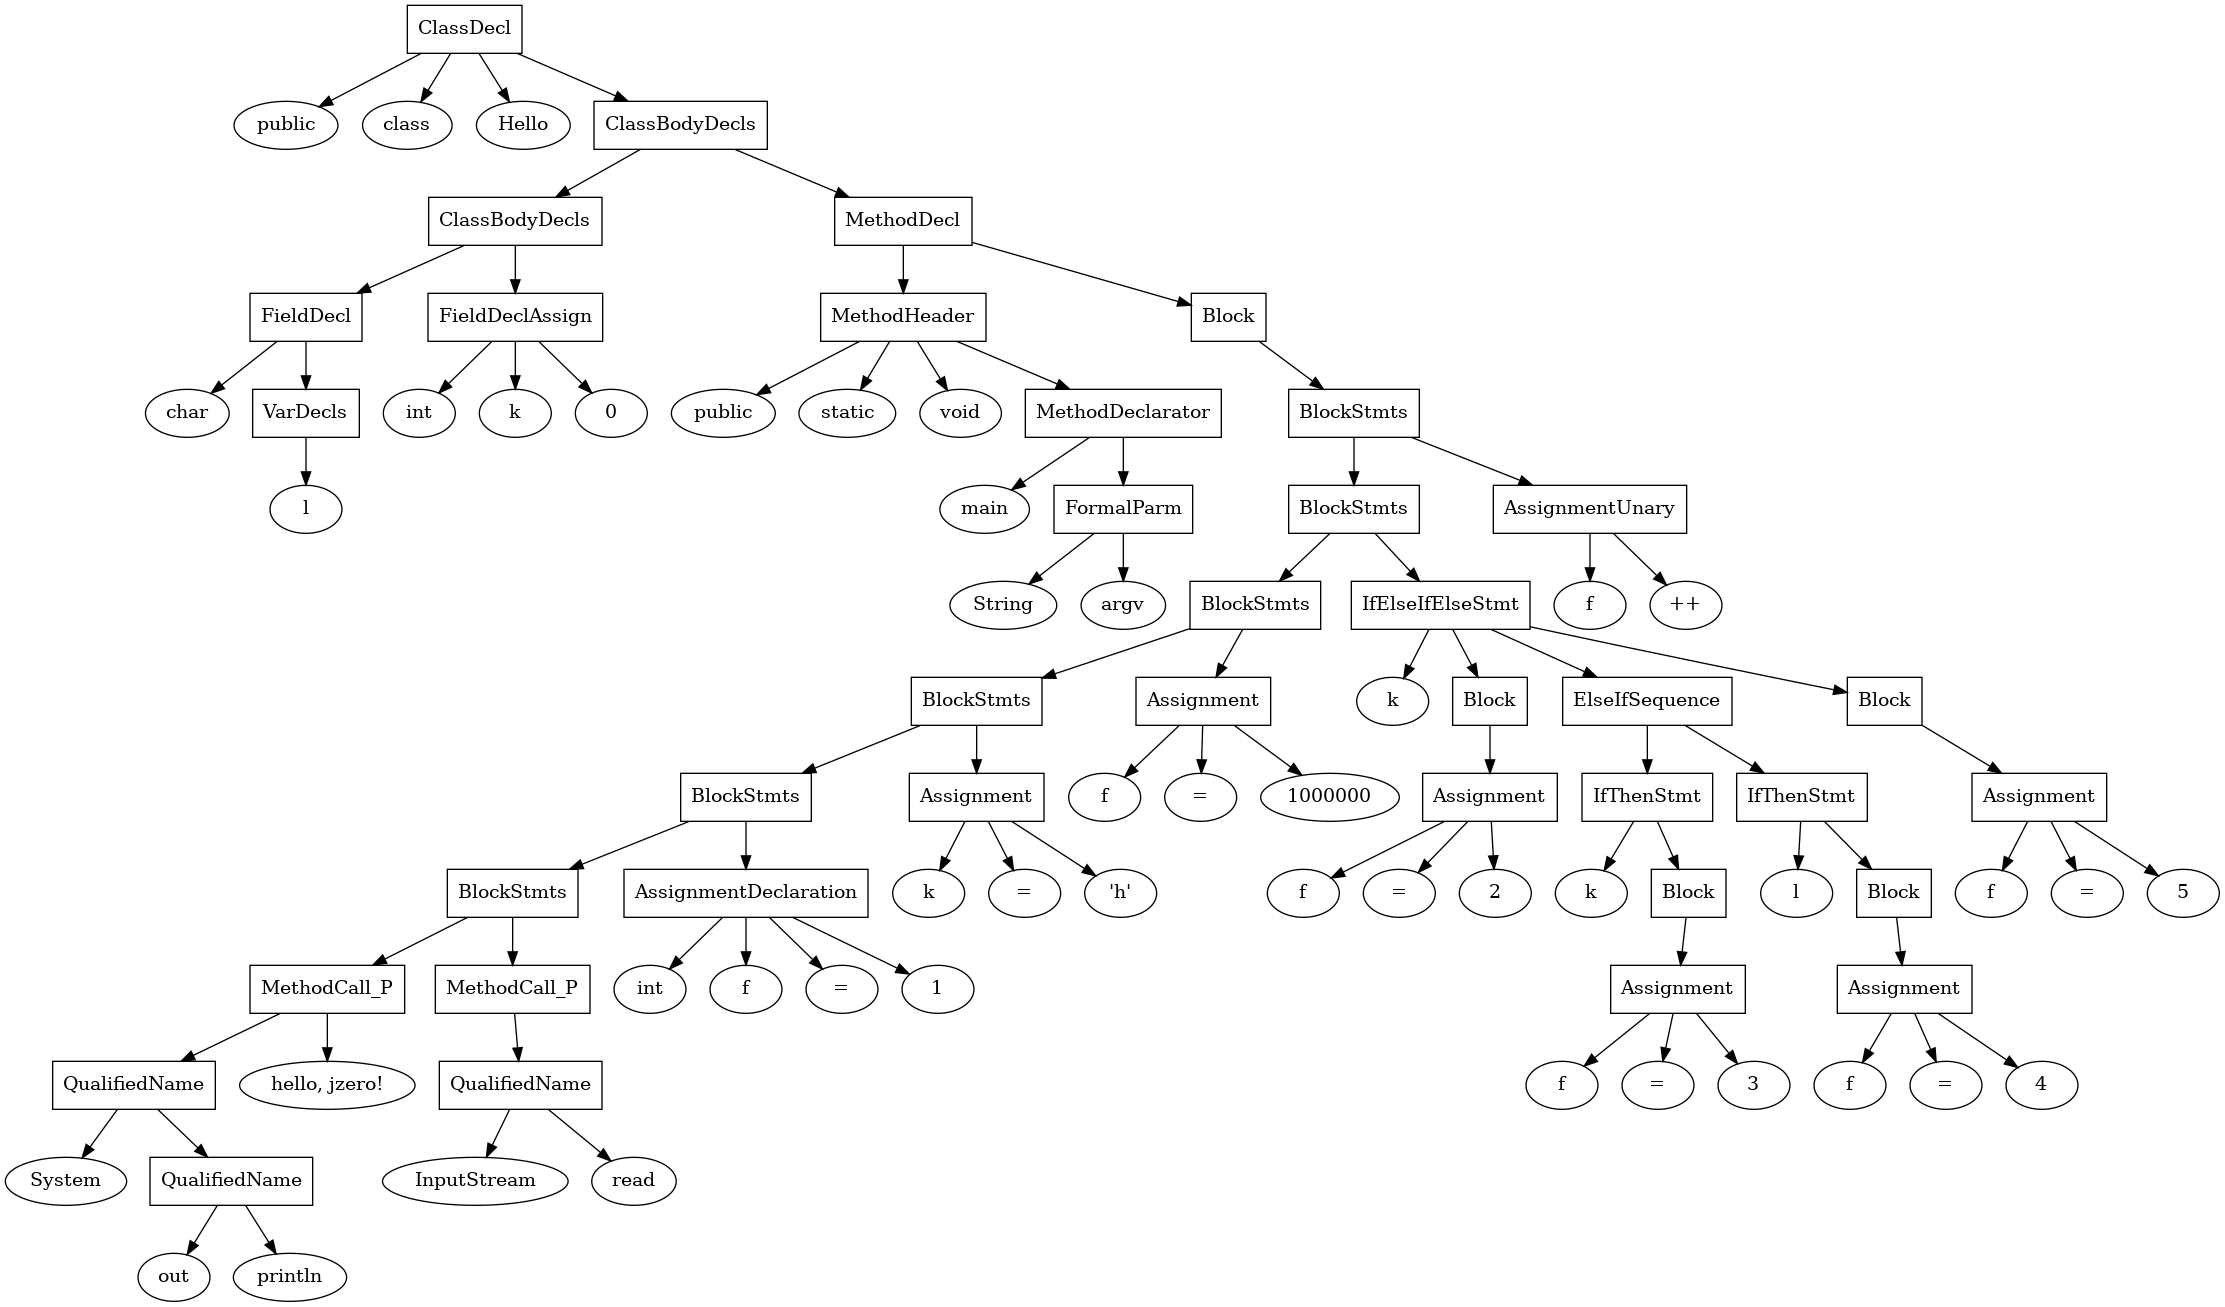 ClassDecl
public class Hello ClassBodyDecls
ClassBodyDecls MethodDecl
FieldDecl FieldDeclAssign MethodHeader Block
char VarDecls int k 0 public static void MethodDeclarator BlockStmts
l main FormalParm BlockStmts AssignmentUnary
String argv BlockStmts IfElseIfElseStmt f ++
BlockStmts Assignment k Block ElseIfSequence Block
BlockStmts Assignment f = 1000000 Assignment IfThenStmt IfThenStmt Assignment
BlockStmts AssignmentDeclaration k = 'h' f = 2 k Block l Block f = 5
MethodCall_P MethodCall_P int f = 1 Assignment Assignment
QualifiedName hello, jzero! QualifiedName f = 3 f = 4
System QualifiedName InputStream read
out println